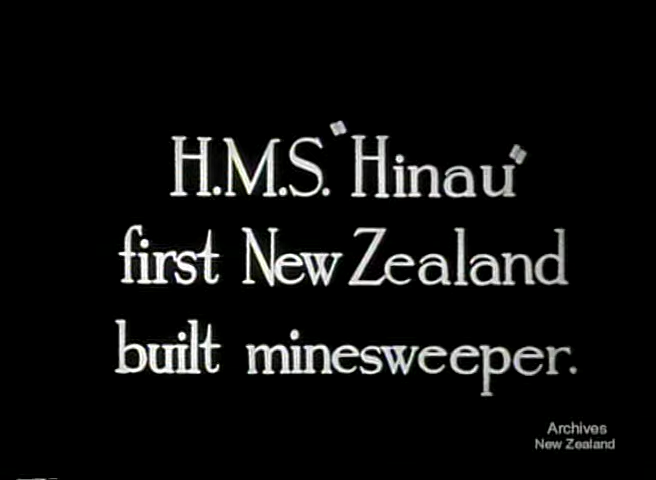 H.M.S. "Hinau"
first New Zealand
built minesweeper.
Archives
New Zealand